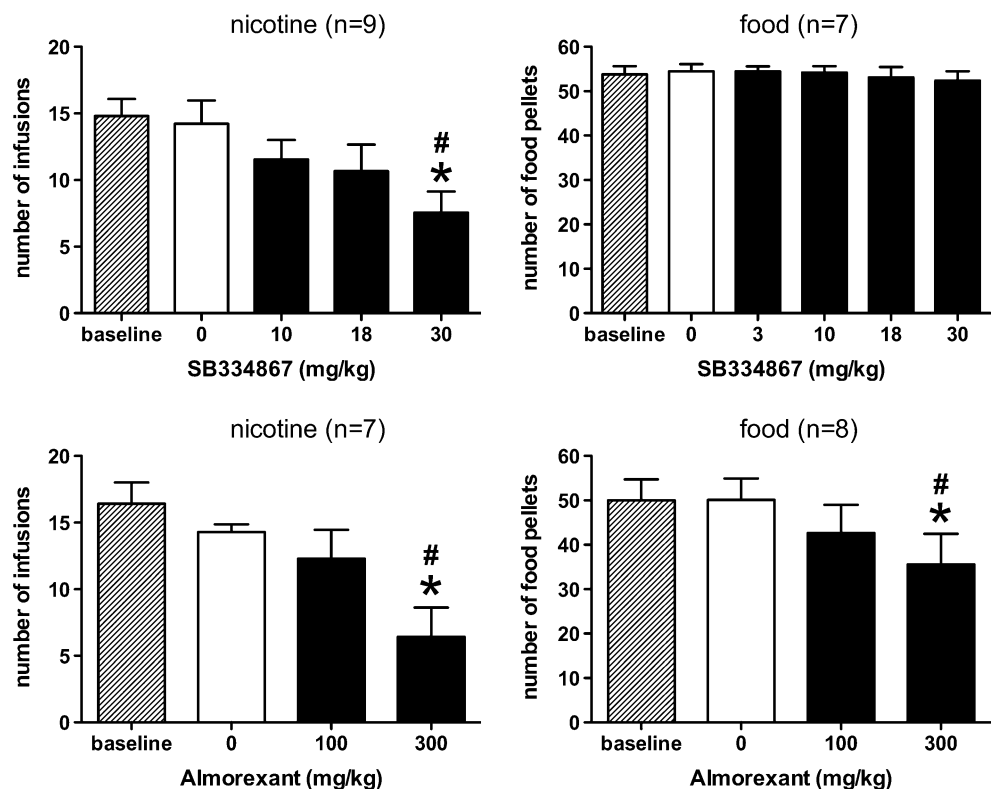 nicotine (n=9)
number of infusions
20
15
10
5
0
#
*
baseline 0 10 18 30
SB334867 (mg/kg)
food (n=7)
number of food pellets
60
50
40
30
20
10
0
baseline 0 3 10 18 30
SB334867 (mg/kg)
nicotine (n=7)
number of infusions
20
15
10
5
0
#
*
baseline 0 100 300
Almorexant (mg/kg)
food (n=8)
number of food pellets
60
50
40
30
20
10
0
#
*
baseline 0 100 300
Almorexant (mg/kg)